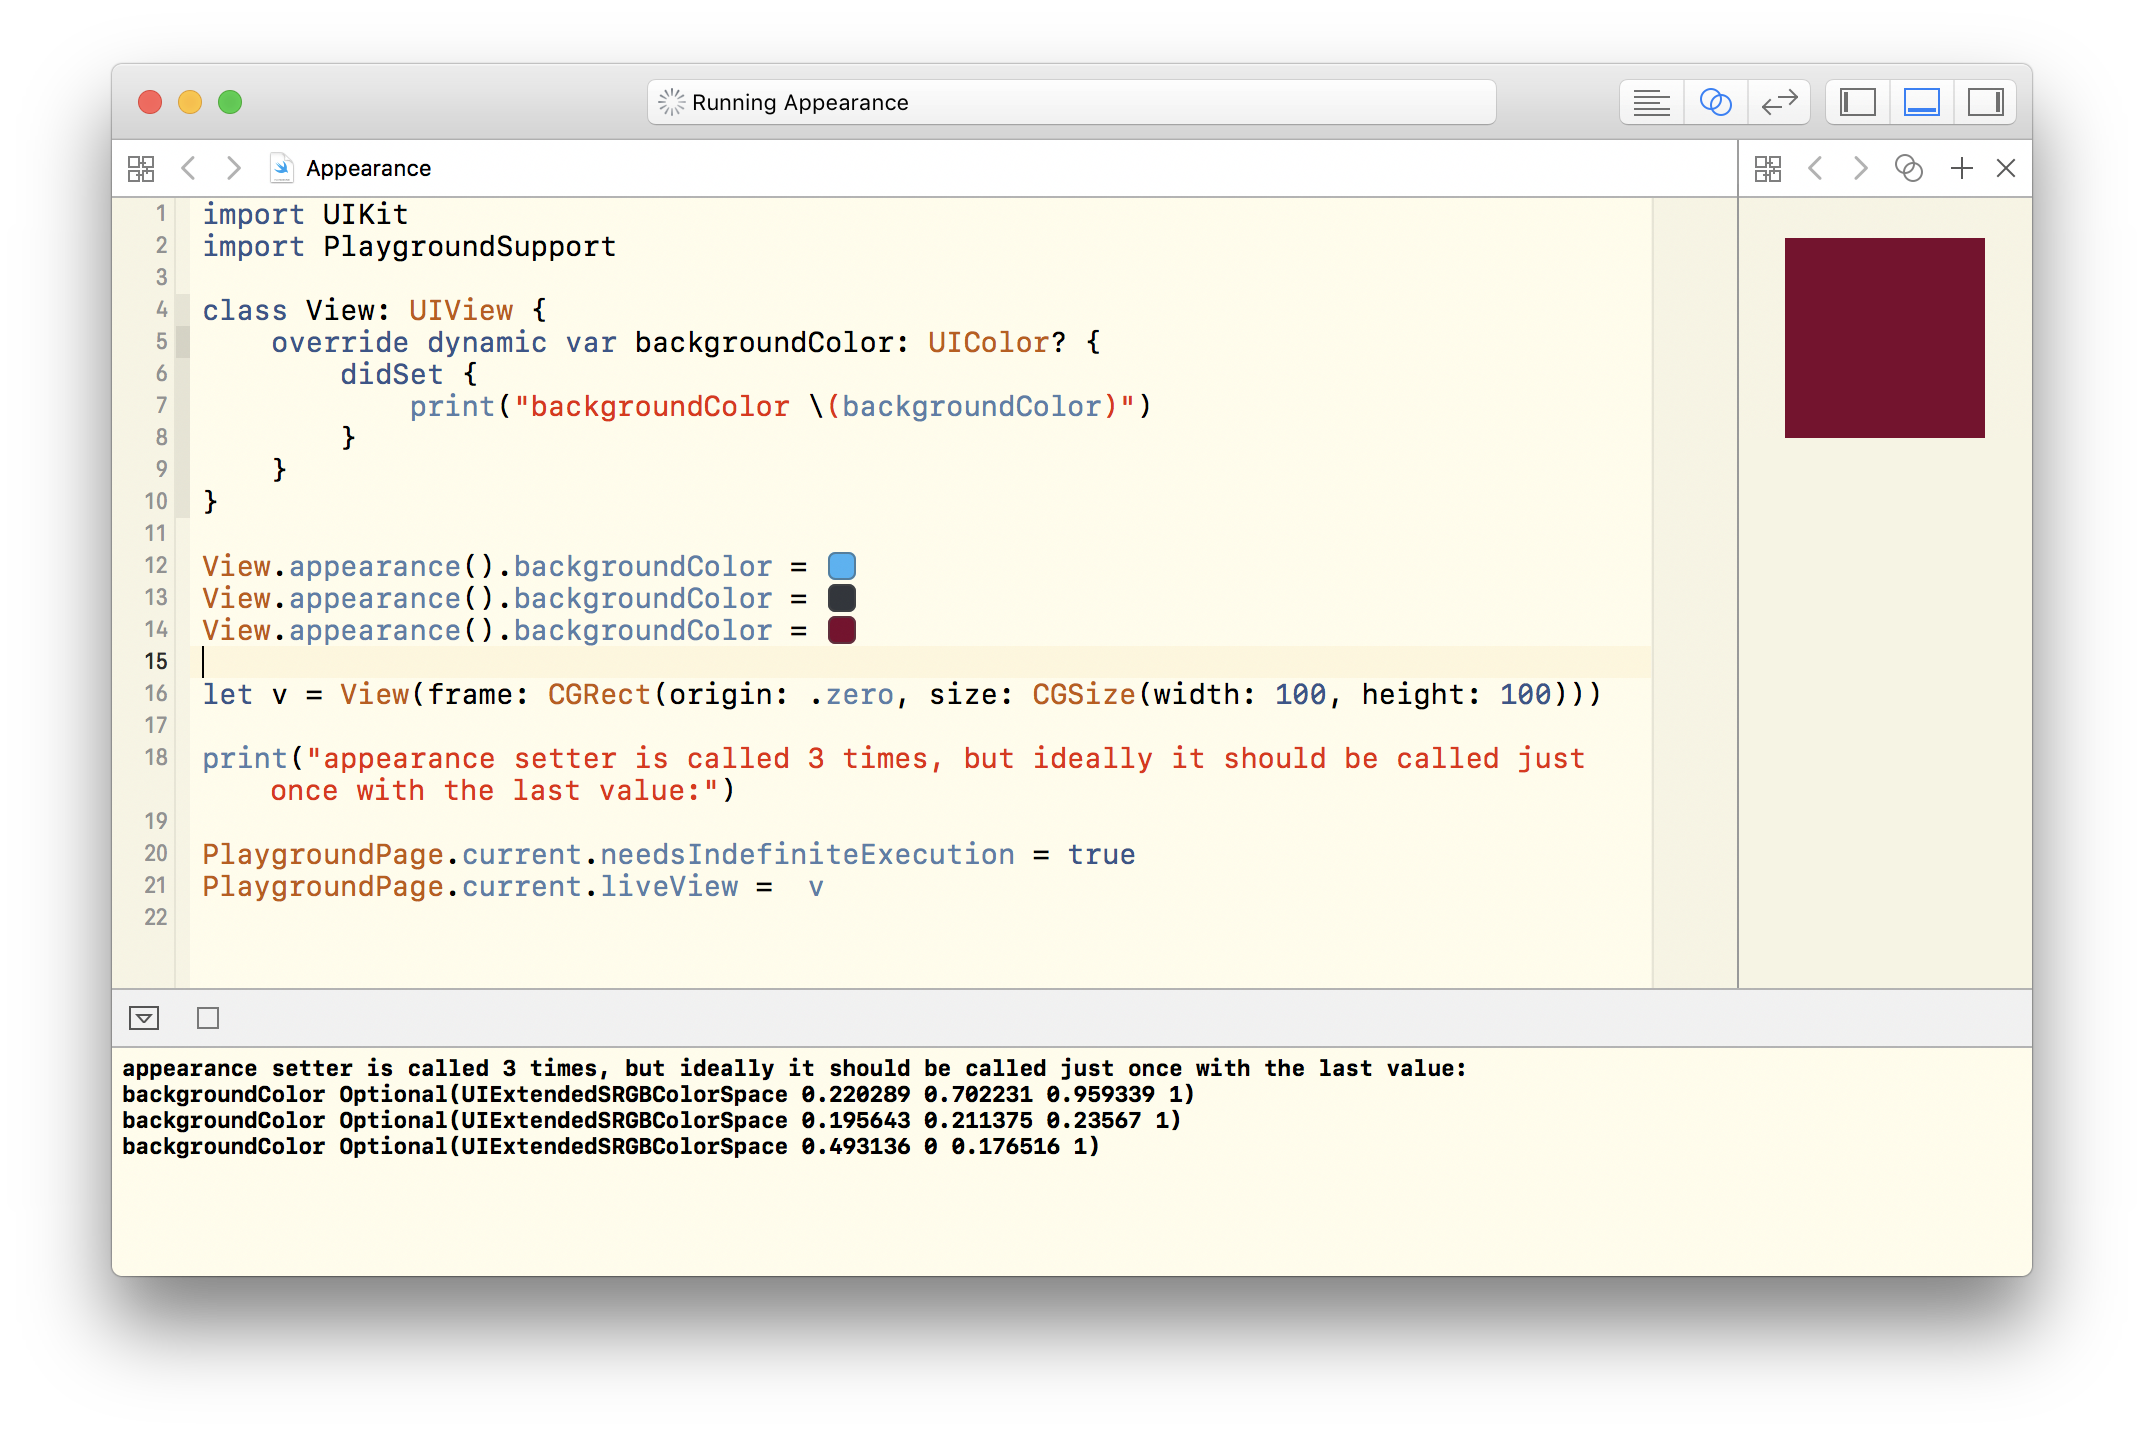 Running Appearance
Appearance
1 import UIKit
2 import PlaygroundSupport
3
4 class View: UIView {
5     override dynamic var backgroundColor: UIColor? {
6         didSet {
7             print("backgroundColor \(backgroundColor)")
8         }
9     }
10 }
11
12 View.appearance().backgroundColor =
13 View.appearance().backgroundColor =
14 View.appearance().backgroundColor =
15
16 let v = View(frame: CGRect(origin: .zero, size: CGSize(width: 100, height: 100)))
17
18 print("appearance setter is called 3 times, but ideally it should be called just
once with the last value:")
19
20 PlaygroundPage.current.needsIndefiniteExecution = true
21 PlaygroundPage.current.liveView =  v
22
appearance setter is called 3 times, but ideally it should be called just once with the last value:
backgroundColor Optional(UIExtendedSRGBColorSpace 0.220289 0.702231 0.959339 1)
backgroundColor Optional(UIExtendedSRGBColorSpace 0.195643 0.211375 0.23567 1)
backgroundColor Optional(UIExtendedSRGBColorSpace 0.493136 0 0.176516 1)